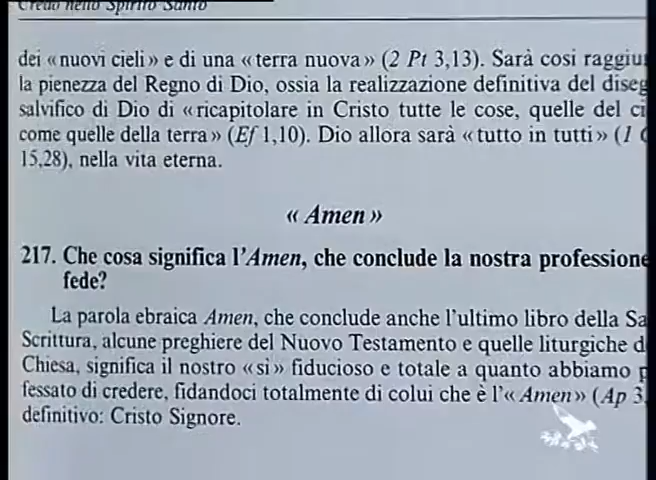 Credo nello Spirito Santo
dei «nuovi cieli» e di una «terra nuova» (2 Pt 3,13). Sarà così
la pienezza del Regno di Dio, ossia la realizzazione definitiva del
salvifico di Dio di «ricapitolare in Cristo tutte le cose, quelle del
come quelle della terra» (Ef 1,10). Dio allora sarà «tutto in tutti» (1
15,28), nella vita eterna.
« Amen »
217. Che cosa significa l'Amen, che conclude la nostra professione
fede?
La parola ebraica Amen, che conclude anche l'ultimo libro della
Scrittura, alcune preghiere del Nuovo Testamento e quelle liturgiche
Chiesa, significa il nostro «sì» fiducioso e totale a quanto abbiamo
fessato di credere, fidandoci totalmente di colui che è l'«Amen» (Ap 3,
definitivo: Cristo Signore.